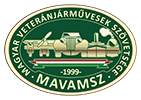 MAGYAR VETERÁNJÁRMŰVESEK SZÖVETSÉGE
-1999-
MAVAMSZ